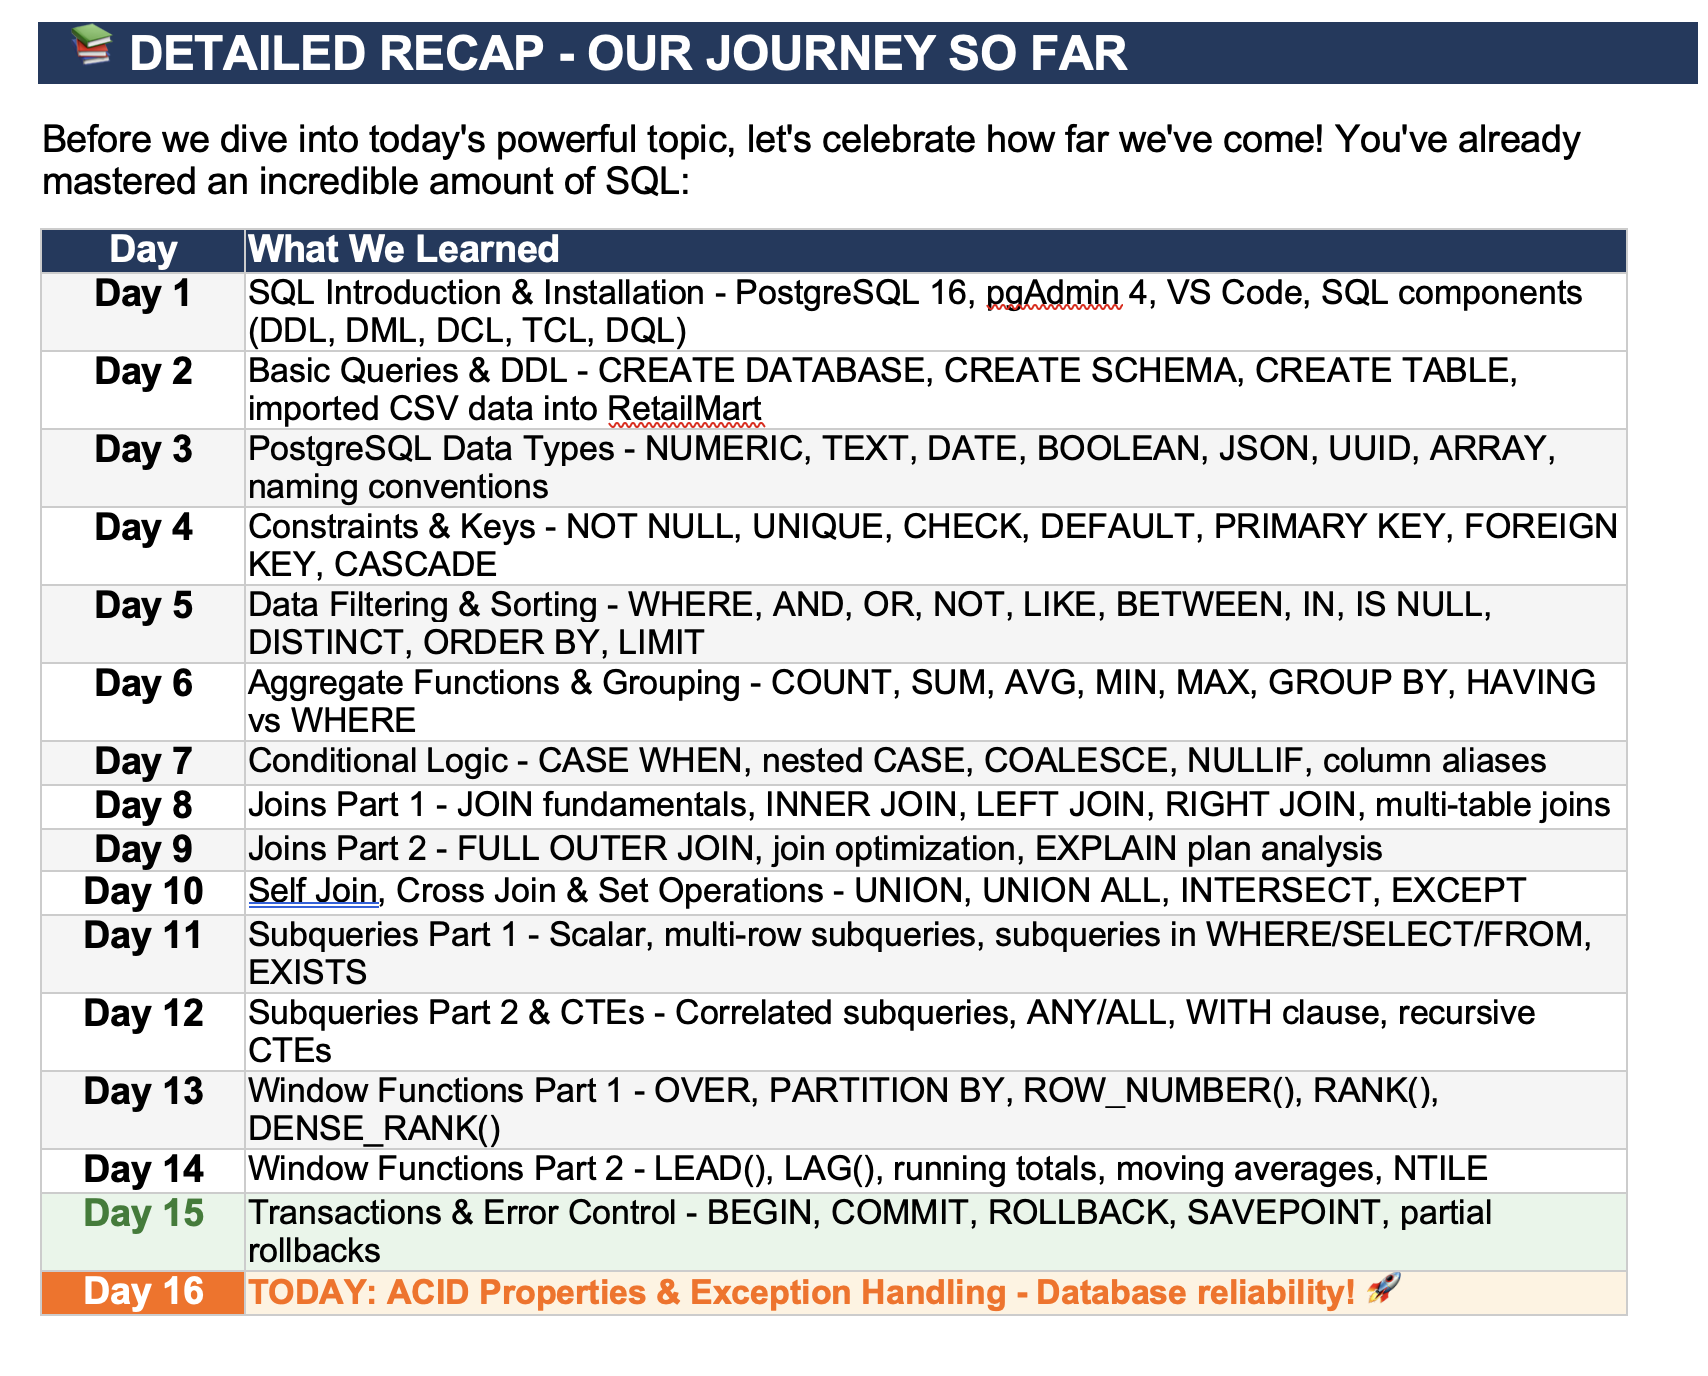 📚 DETAILED RECAP - OUR JOURNEY SO FAR
Before we dive into today's powerful topic, let's celebrate how far we've come! You've already
mastered an incredible amount of SQL:
Day What We Learned
Day 1 SQL Introduction & Installation - PostgreSQL 16, pgAdmin 4, VS Code, SQL components
(DDL, DML, DCL, TCL, DQL)
Day 2 Basic Queries & DDL - CREATE DATABASE, CREATE SCHEMA, CREATE TABLE,
imported CSV data into RetailMart
Day 3 PostgreSQL Data Types - NUMERIC, TEXT, DATE, BOOLEAN, JSON, UUID, ARRAY,
naming conventions
Day 4 Constraints & Keys - NOT NULL, UNIQUE, CHECK, DEFAULT, PRIMARY KEY, FOREIGN
KEY, CASCADE
Day 5 Data Filtering & Sorting - WHERE, AND, OR, NOT, LIKE, BETWEEN, IN, IS NULL,
DISTINCT, ORDER BY, LIMIT
Day 6 Aggregate Functions & Grouping - COUNT, SUM, AVG, MIN, MAX, GROUP BY, HAVING
vs WHERE
Day 7 Conditional Logic - CASE WHEN, nested CASE, COALESCE, NULLIF, column aliases
Day 8 Joins Part 1 - JOIN fundamentals, INNER JOIN, LEFT JOIN, RIGHT JOIN, multi-table joins
Day 9 Joins Part 2 - FULL OUTER JOIN, join optimization, EXPLAIN plan analysis
Day 10 Self Join, Cross Join & Set Operations - UNION, UNION ALL, INTERSECT, EXCEPT
Day 11 Subqueries Part 1 - Scalar, multi-row subqueries, subqueries in WHERE/SELECT/FROM,
EXISTS
Day 12 Subqueries Part 2 & CTEs - Correlated subqueries, ANY/ALL, WITH clause, recursive
CTEs
Day 13 Window Functions Part 1 - OVER, PARTITION BY, ROW_NUMBER(), RANK(),
DENSE_RANK()
Day 14 Window Functions Part 2 - LEAD(), LAG(), running totals, moving averages, NTILE
Day 15 Transactions & Error Control - BEGIN, COMMIT, ROLLBACK, SAVEPOINT, partial
rollbacks
Day 16 TODAY: ACID Properties & Exception Handling - Database reliability! 🚀